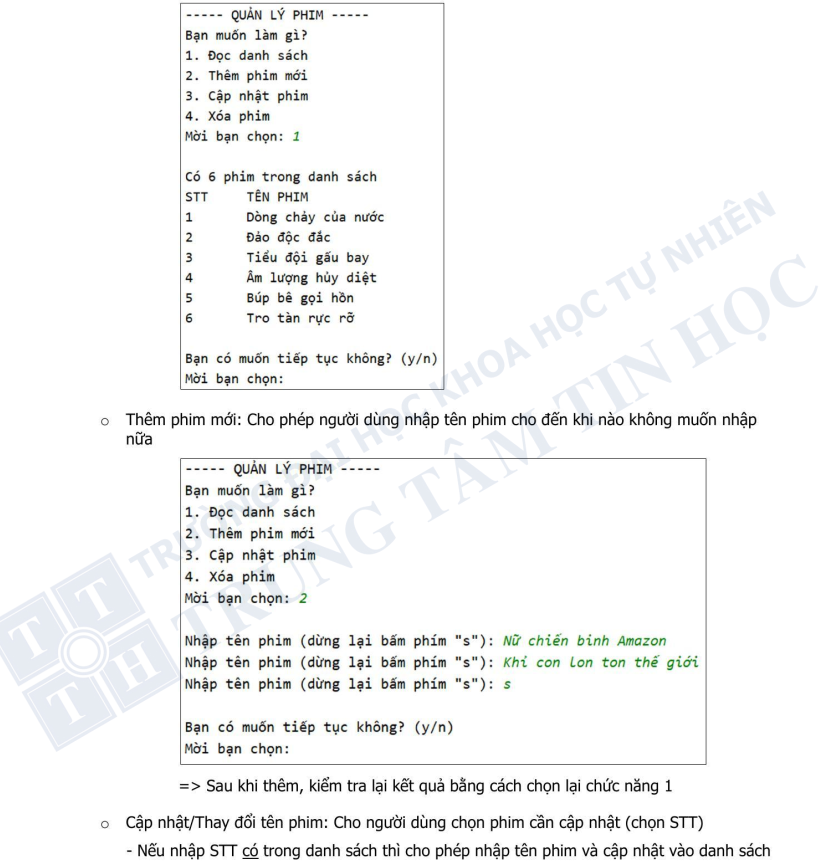 ----- QUẢN LÝ PHIM -----
Bạn muốn làm gì?
1. Đọc danh sách
2. Thêm phim mới
3. Cập nhật phim
4. Xóa phim
Mời bạn chọn: 1
Có 6 phim trong danh sách
STT TÊN PHIM
1 Dòng chảy của nước
2 Đảo độc đắc
3 Tiểu đội gấu bay
4 Âm lượng hủy diệt
5 Búp bê gọi hồn
6 Tro tàn rực rỡ
Bạn có muốn tiếp tục không? (y/n)
Mời bạn chọn:
o Thêm phim mới: Cho phép người dùng nhập tên phim cho đến khi nào không muốn nhập
nữa
----- QUẢN LÝ PHIM -----
Bạn muốn làm gì?
1. Đọc danh sách
2. Thêm phim mới
3. Cập nhật phim
4. Xóa phim
Mời bạn chọn: 2
Nhập tên phim (dừng lại bấm phím "s"): Nữ chiến binh Amazon
Nhập tên phim (dừng lại bấm phím "s"): Khỉ con lon ton thế giới
Nhập tên phim (dừng lại bấm phím "s"): s
Bạn có muốn tiếp tục không? (y/n)
Mời bạn chọn:
=> Sau khi thêm, kiểm tra lại kết quả bằng cách chọn lại chức năng 1
o Cập nhật/Thay đổi tên phim: Cho người dùng chọn phim cần cập nhật (chọn STT)
- Nếu nhập STT có trong danh sách thì cho phép nhập tên phim và cập nhật vào danh sách
TRƯỜNG ĐẠI HỌC KHOA HỌC TỰ NHIÊN
TRUNG TÂM TIN HỌC
T T
T H